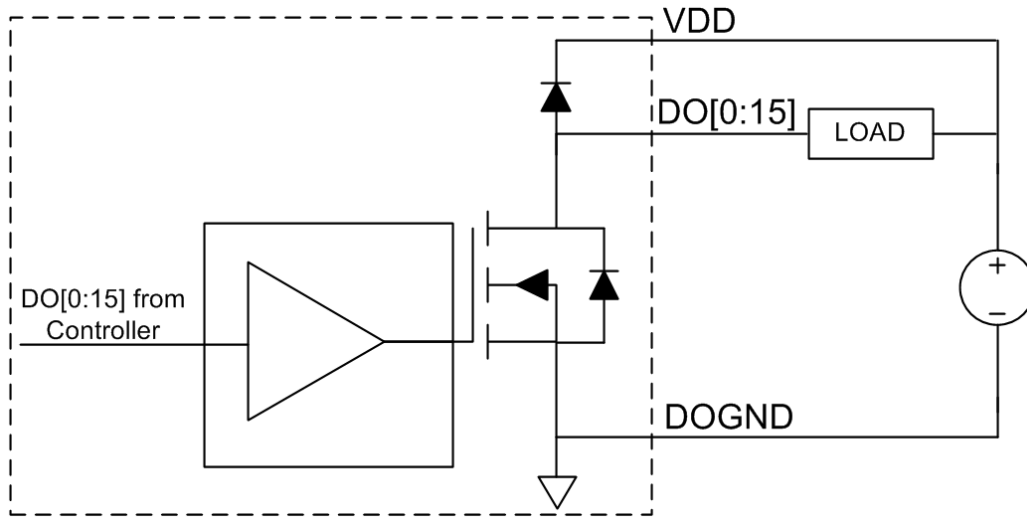 VDD
DO[0:15]
LOAD
DO[0:15] from
Controller
DOGND
+
−